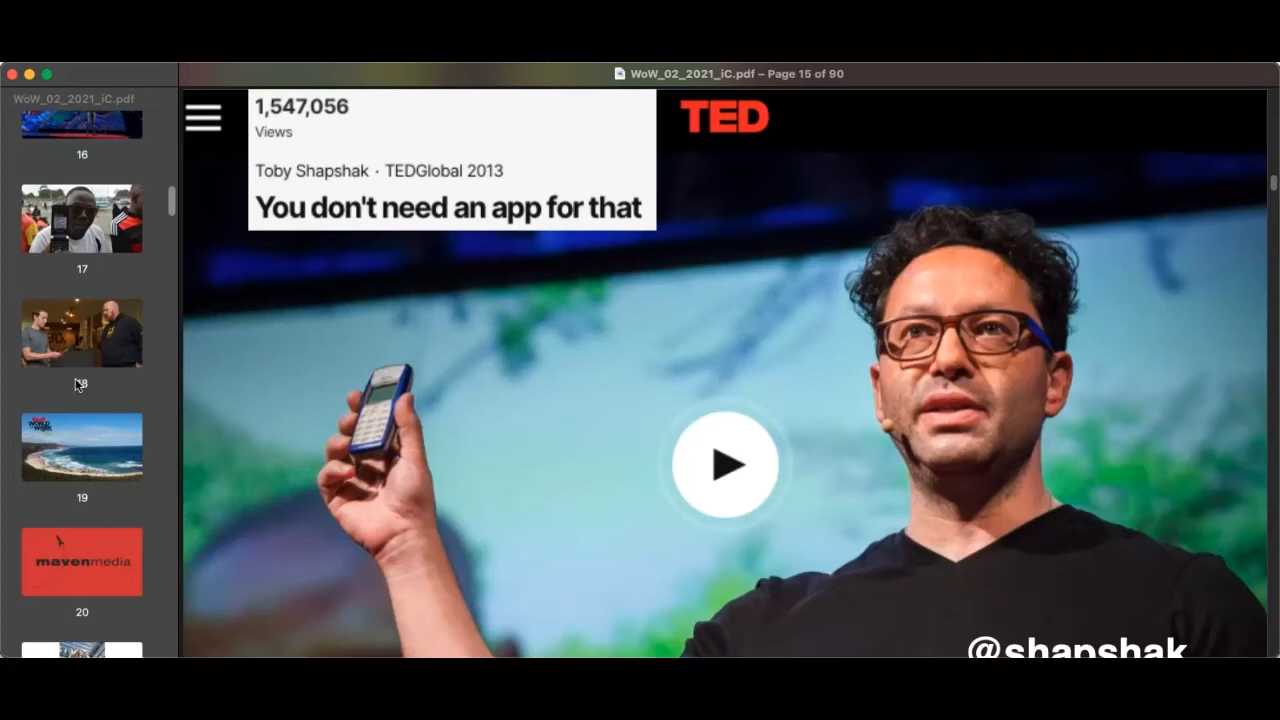 WoW_02_2021_iC.pdf – Page 15 of 90
WoW_02_2021_iC.pdf
16
17
19
mavenmedia
20
1,547,056
Views
Toby Shapshak · TEDGlobal 2013
You don't need an app for that
TED
@shapshak